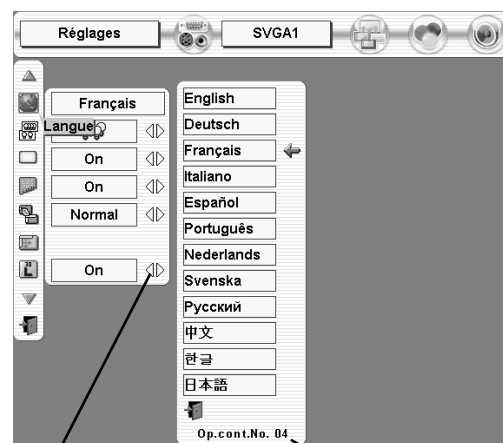 Réglages
SVGA1
Français
Langue
On
On
Normal
On
English
Deutsch
Français
Italiano
Español
Português
Nederlands
Svenska
Русский
中文
한글
日本語
Op.cont.No. 04